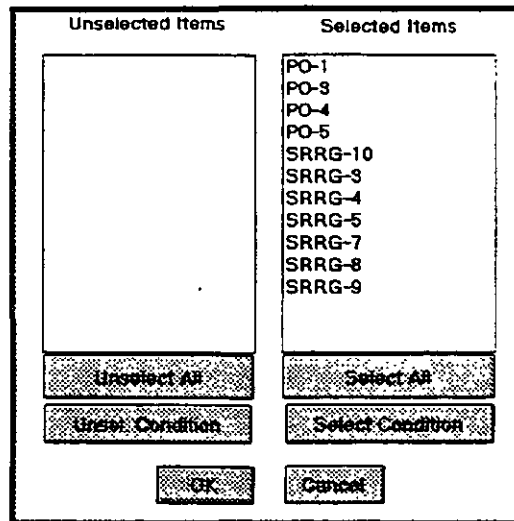 Unselected Items
Selected Items
PO-1
PO-3
PO-4
PO-5
SRRG-10
SRRG-3
SRRG-4
SRRG-5
SRRG-7
SRRG-8
SRRG-9
Unselect All
Select All
Unsel. Condition
Select Condition
OK
Cancel